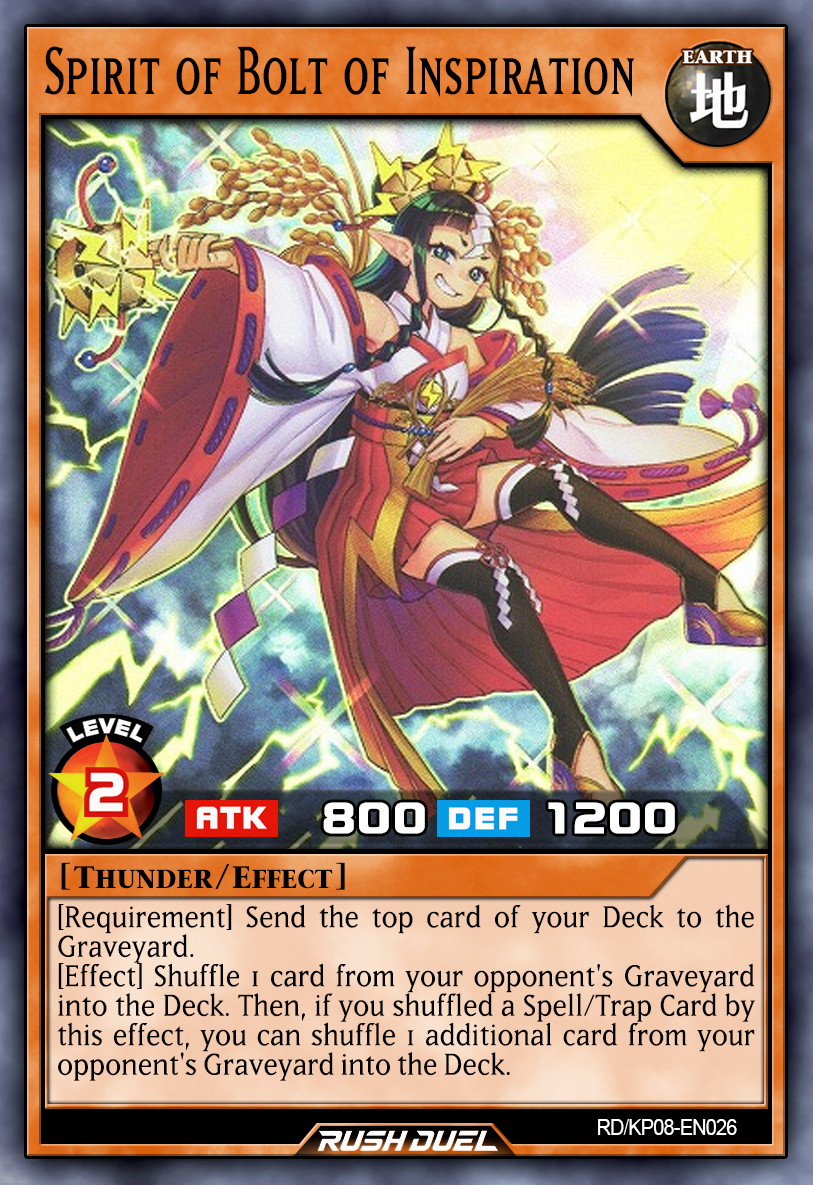 Spirit of Bolt of Inspiration
EARTH
地
LEVEL
2
ATK 800 DEF 1200
[Thunder/Effect]
[Requirement] Send the top card of your Deck to the
Graveyard.
[Effect] Shuffle 1 card from your opponent's Graveyard
into the Deck. Then, if you shuffled a Spell/Trap Card by
this effect, you can shuffle 1 additional card from your
opponent's Graveyard into the Deck.
RD/KP08-EN026
RUSH DUEL